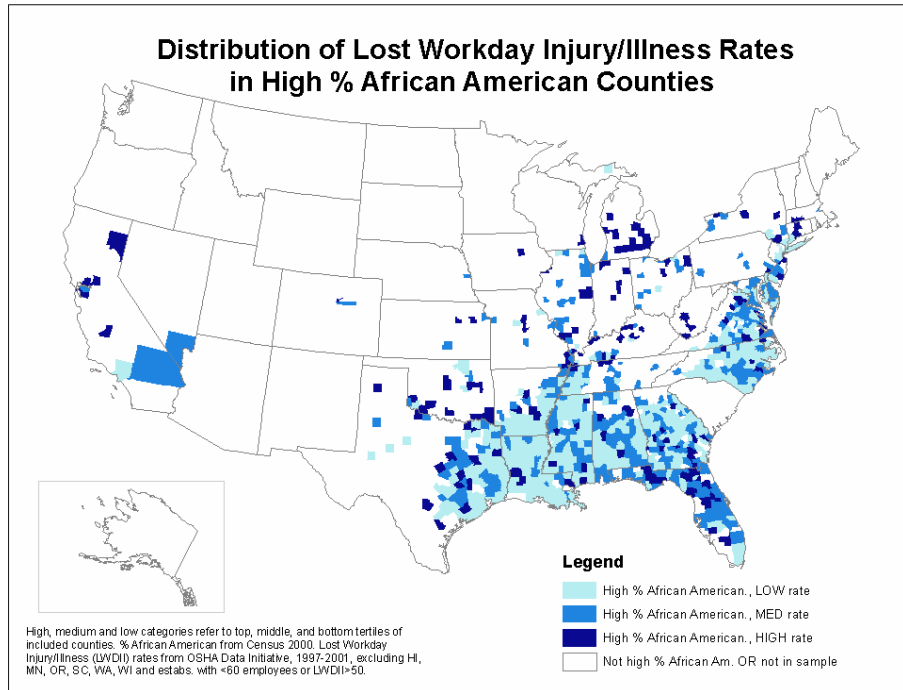 Distribution of Lost Workday Injury/Illness Rates
in High % African American Counties
Legend
High % African American., LOW rate
High % African American., MED rate
High % African American., HIGH rate
Not high % African Am. OR not in sample
High, medium and low categories refer to top, middle, and bottom tertiles of
included counties. % African American from Census 2000. Lost Workday
Injury/Illness (LWDII) rates from OSHA Data Initiative, 1997-2001, excluding HI,
MN, OR, SC, WA, WI and estabs. with <60 employees or LWDII>50.